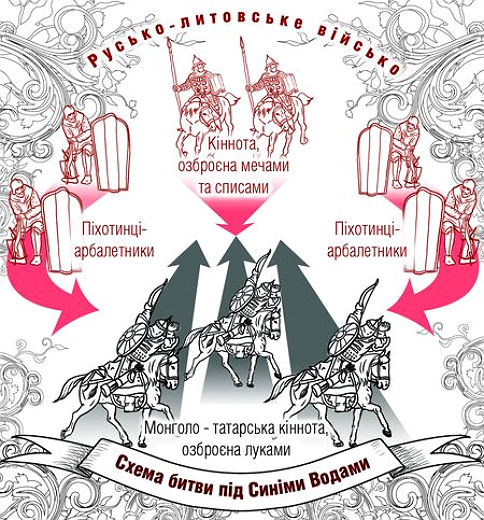 Русько-литовське військо
Кіннота,
озброєна мечами
та списами
Піхотинці-
арбалетники
Піхотинці-
арбалетники
Монголо - татарська кіннота,
озброєна луками
Схема битви під Синіми Водами